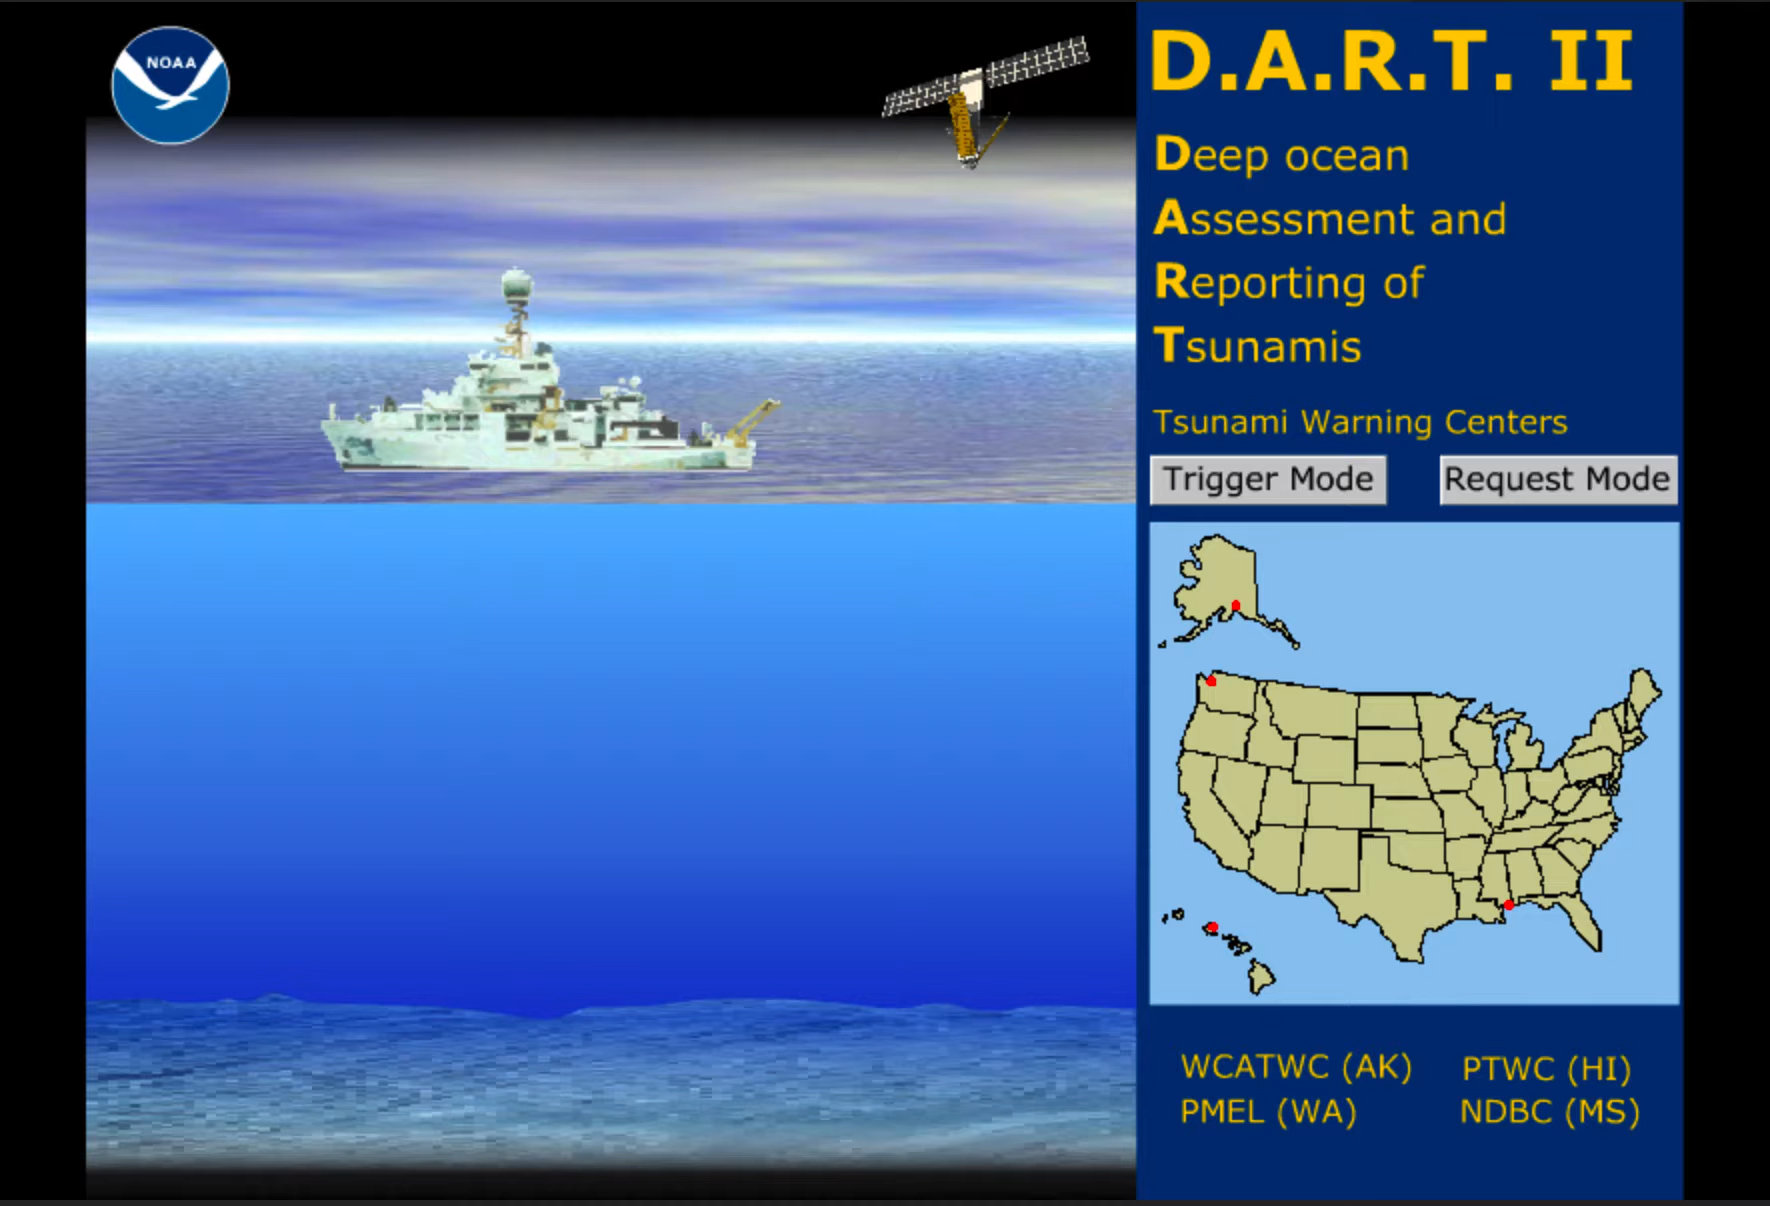 NOAA
D.A.R.T. II
Deep ocean
Assessment and
Reporting of
Tsunamis
Tsunami Warning Centers
Trigger Mode
Request Mode
WCATWC (AK)
PTWC (HI)
PMEL (WA)
NDBC (MS)